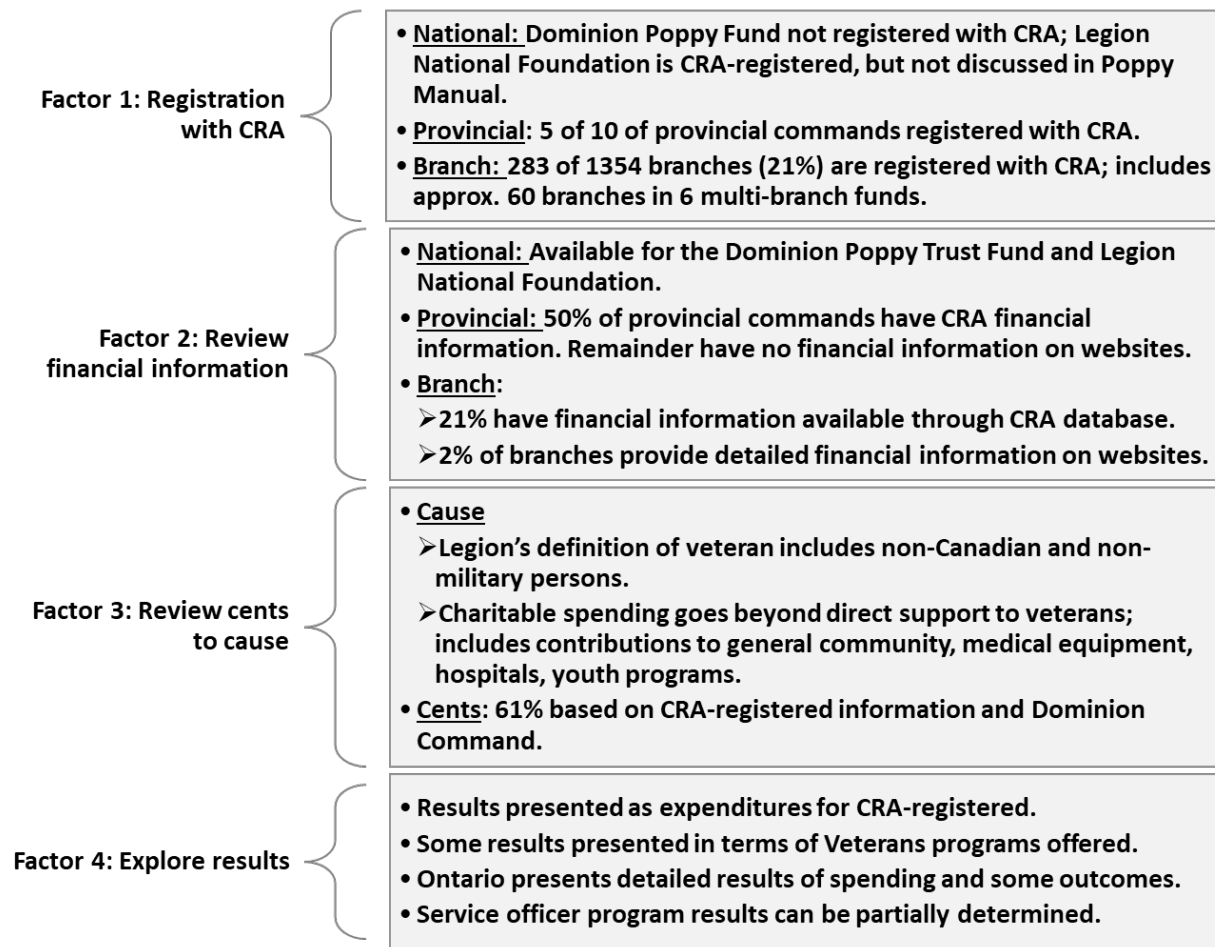 Factor 1: Registration
with CRA
• National: Dominion Poppy Fund not registered with CRA; Legion
National Foundation is CRA-registered, but not discussed in Poppy
Manual.
• Provincial: 5 of 10 of provincial commands registered with CRA.
• Branch: 283 of 1354 branches (21%) are registered with CRA; includes
approx. 60 branches in 6 multi-branch funds.
Factor 2: Review
financial information
• National: Available for the Dominion Poppy Trust Fund and Legion
National Foundation.
• Provincial: 50% of provincial commands have CRA financial
information. Remainder have no financial information on websites.
• Branch:
➢21% have financial information available through CRA database.
➢2% of branches provide detailed financial information on websites.
Factor 3: Review cents
to cause
• Cause
➢Legion’s definition of veteran includes non-Canadian and non-
military persons.
➢Charitable spending goes beyond direct support to veterans;
includes contributions to general community, medical equipment,
hospitals, youth programs.
• Cents: 61% based on CRA-registered information and Dominion
Command.
Factor 4: Explore results
• Results presented as expenditures for CRA-registered.
• Some results presented in terms of Veterans programs offered.
• Ontario presents detailed results of spending and some outcomes.
• Service officer program results can be partially determined.